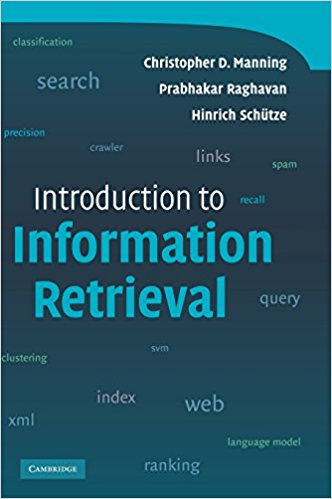 classification
Christopher D. Manning
search
Prabhakar Raghavan
Hinrich Schütze
precision
crawler
links
spam
Introduction to
recall
Information
Retrieval
query
svm
clustering
index
web
xml
language model
CAMBRIDGE
ranking